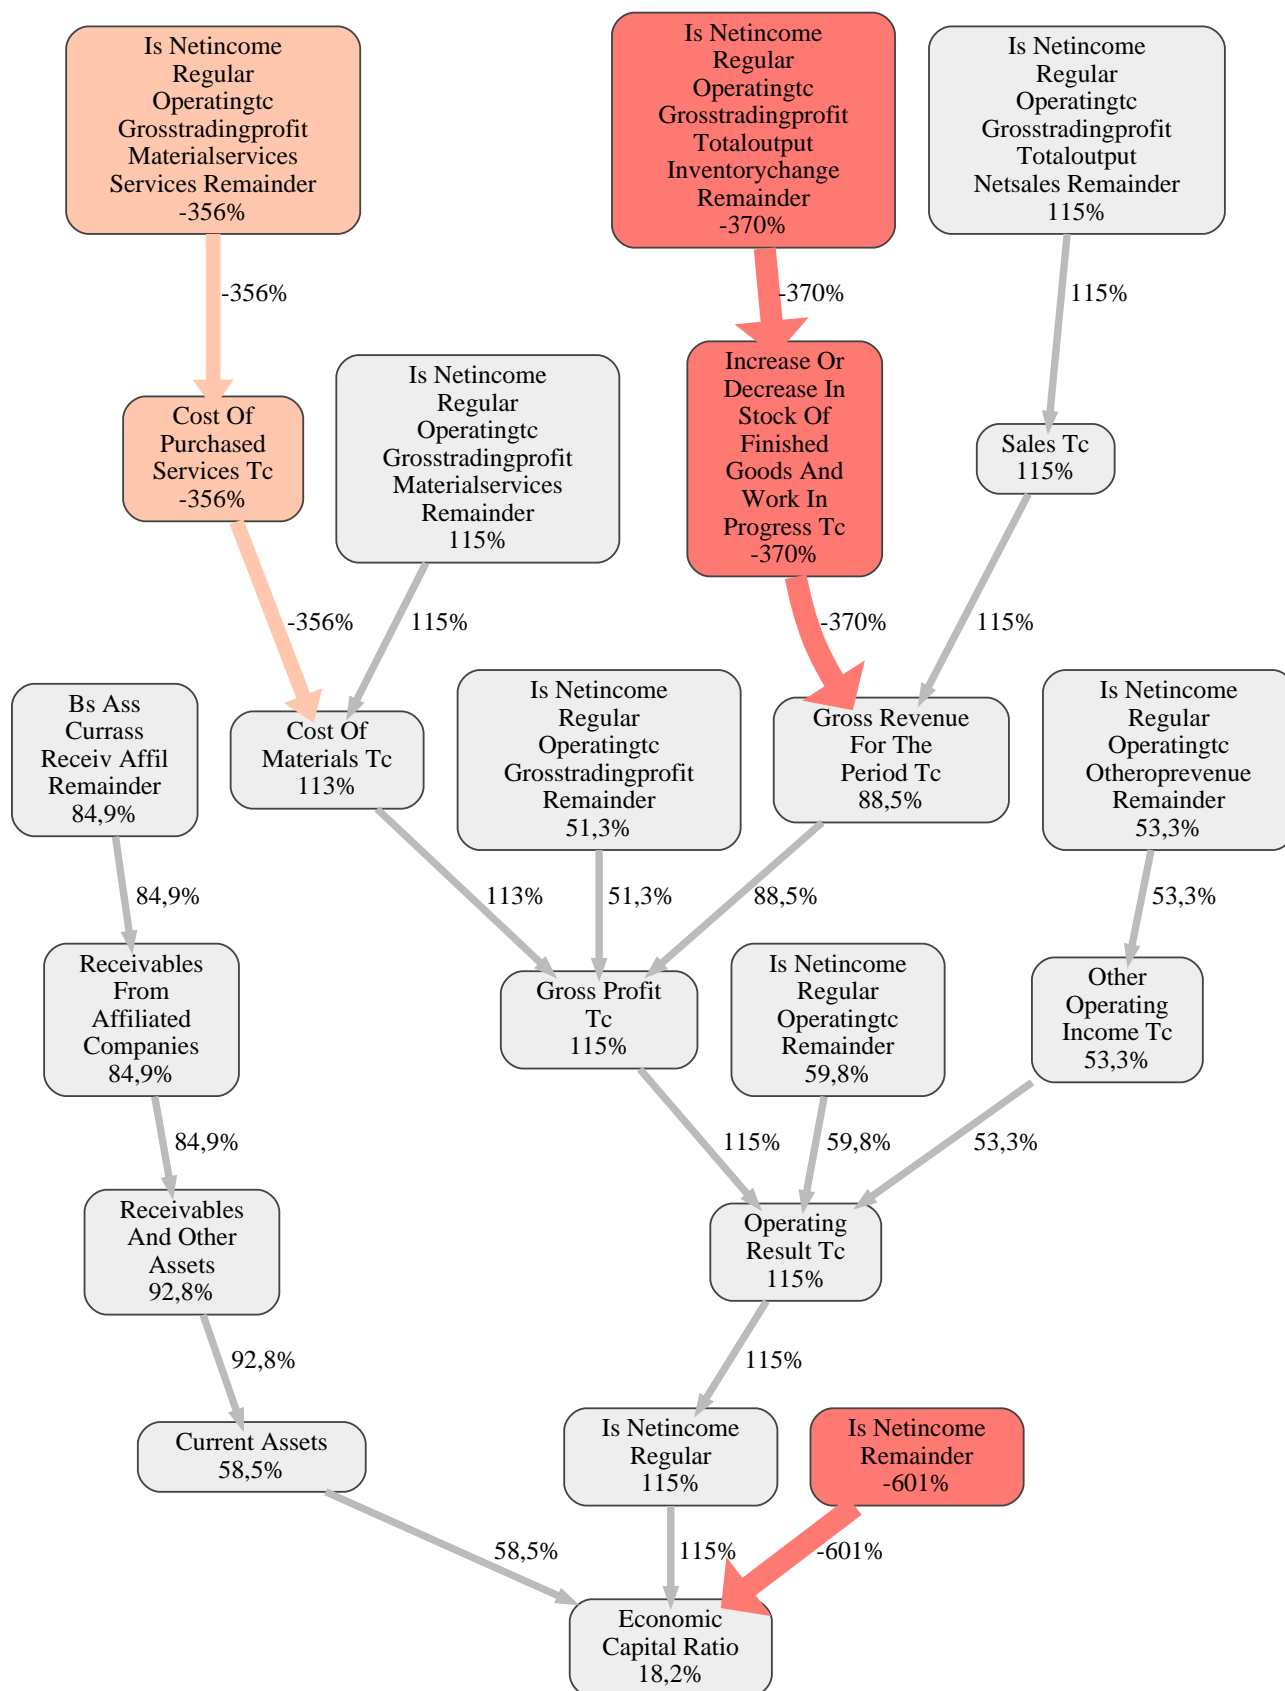 Is Netincome
Regular
Operatingtc
Grosstradingprofit
Materialservices
Services Remainder
-356%
Is Netincome
Regular
Operatingtc
Grosstradingprofit
Totaloutput
Inventorychange
Remainder
-370%
Is Netincome
Regular
Operatingtc
Grosstradingprofit
Totaloutput
Netsales Remainder
115%
-356%
-370%
115%
Cost Of
Purchased
Services Tc
-356%
Is Netincome
Regular
Operatingtc
Grosstradingprofit
Materialservices
Remainder
115%
Increase Or
Decrease In
Stock Of
Finished
Goods And
Work In
Progress Tc
-370%
Sales Tc
115%
-356%
115%
-370%
115%
Bs Ass
Currass
Receiv Affil
Remainder
84,9%
Cost Of
Materials Tc
113%
Is Netincome
Regular
Operatingtc
Grosstradingprofit
Remainder
51,3%
Gross Revenue
For The
Period Tc
88,5%
Is Netincome
Regular
Operatingtc
Otheroprevenue
Remainder
53,3%
84,9%
113%
51,3%
88,5%
53,3%
Receivables
From
Affiliated
Companies
84,9%
Gross Profit
Tc
115%
Is Netincome
Regular
Operatingtc
Remainder
59,8%
Other
Operating
Income Tc
53,3%
84,9%
115%
59,8%
53,3%
Receivables
And Other
Assets
92,8%
Operating
Result Tc
115%
92,8%
115%
Current Assets
58,5%
Is Netincome
Regular
115%
Is Netincome
Remainder
-601%
58,5%
115%
-601%
Economic
Capital Ratio
18,2%